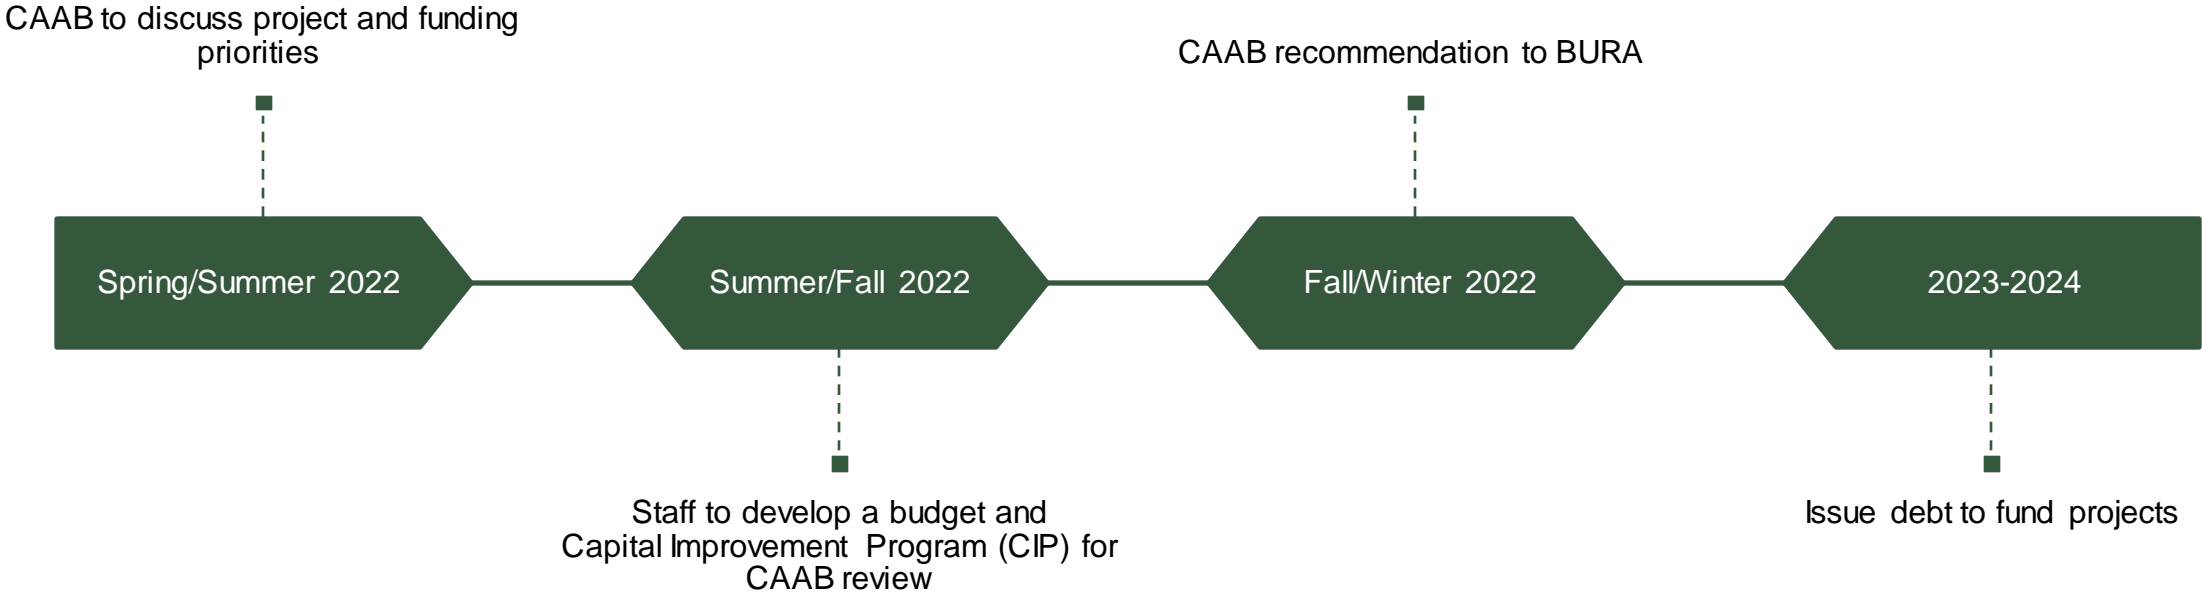 CAAB to discuss project and funding
priorities
CAAB recommendation to BURA
Spring/Summer 2022
Summer/Fall 2022
Fall/Winter 2022
2023-2024
Staff to develop a budget and
Capital Improvement Program (CIP) for
CAAB review
Issue debt to fund projects